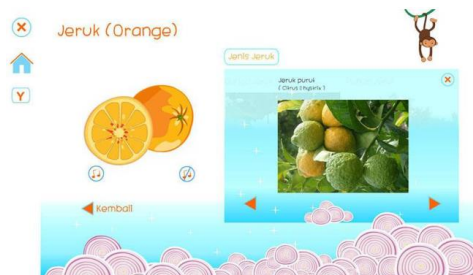 Jeruk (Orange)
Jenis Jeruk
Jeruk purut
( Citrus hystrix )
Y
Kembali